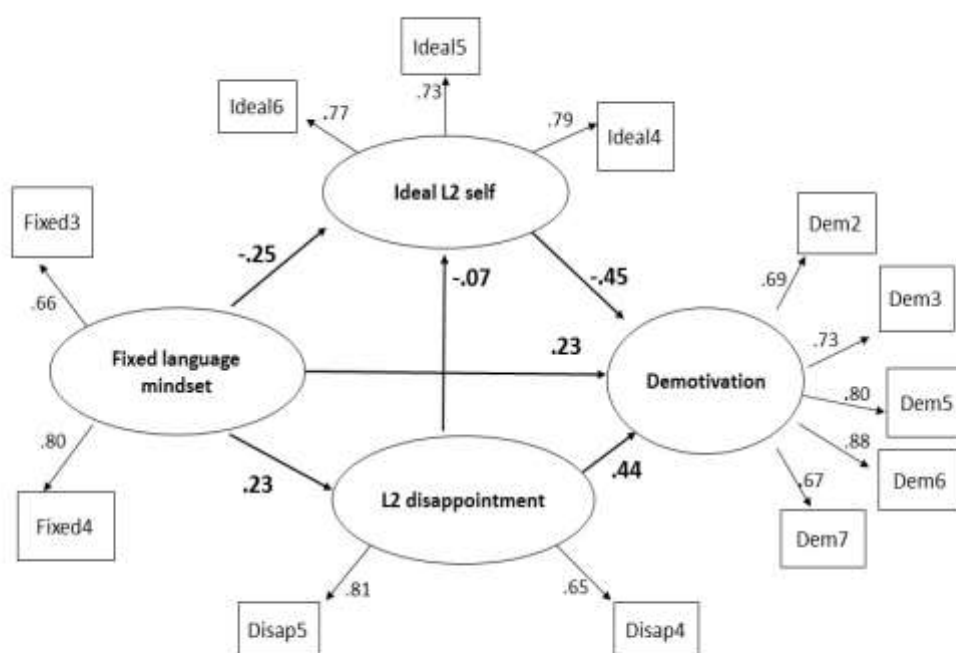 Ideal5
Ideal6
.77
.73
.79
Ideal4
Ideal L2 self
Fixed3
Dem2
-.25
-.07
-.45
.69
Dem3
.66
.73
Fixed language
mindset
.23
Demotivation
.80
Dem5
.80
.88
.23
.44
Dem6
L2 disappointment
.67
Fixed4
Dem7
.81
.65
Disap5
Disap4